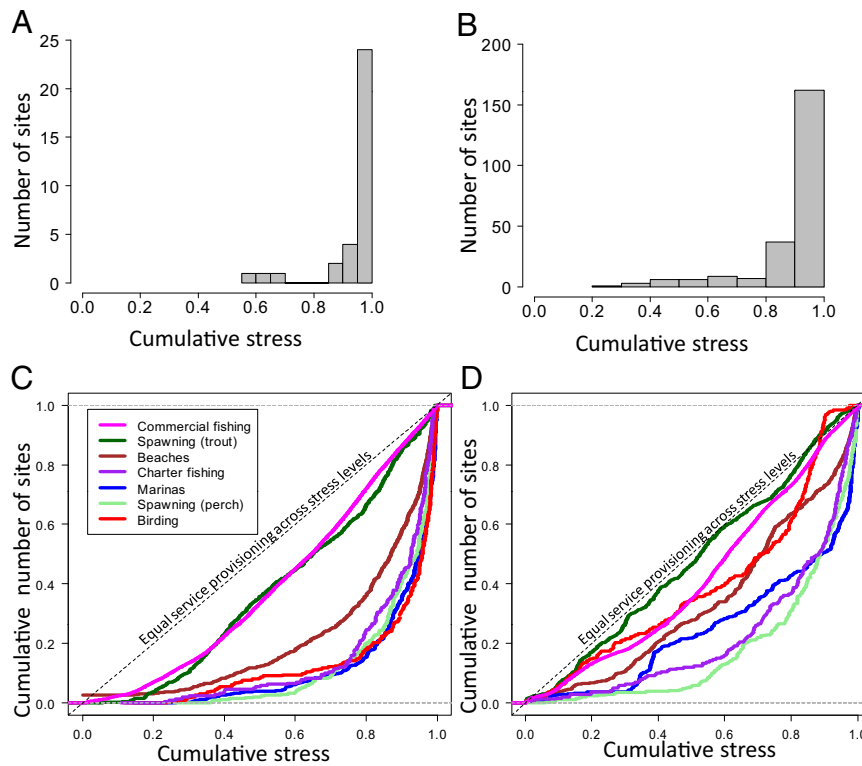 A
25
20
15
10
5
0
Number of sites
0.0 0.2 0.4 0.6 0.8 1.0
Cumulative stress
B
200
150
100
50
0
Number of sites
0.0 0.2 0.4 0.6 0.8 1.0
Cumulative stress
C
1.0
0.8
0.6
0.4
0.2
0.0
Cumulative number of sites
Commercial fishing
Spawning (trout)
Beaches
Charter fishing
Marinas
Spawning (perch)
Birding
Equal service provisioning across stress levels
0.0 0.2 0.4 0.6 0.8 1.0
Cumulative stress
D
1.0
0.8
0.6
0.4
0.2
0.0
Cumulative number of sites
Equal service provisioning across stress levels
0.0 0.2 0.4 0.6 0.8 1.0
Cumulative stress